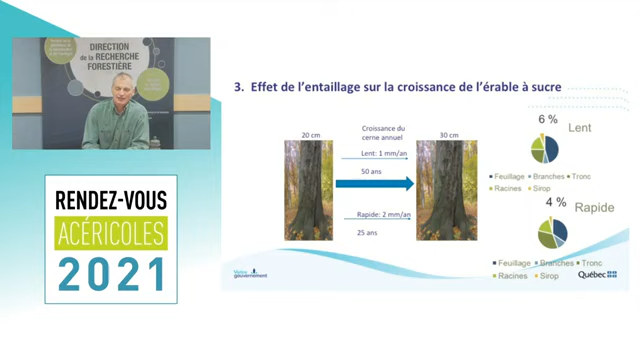 DIRECTION
de la RECHERCHE
FORESTIÈRE
RENDEZ-VOUS
ACÉRICOLES
2021
3. Effet de l'entaillage sur la croissance de l'érable à sucre
20 cm
Croissance du
cerne annuel
30 cm
Lent: 1 mm/an
50 ans
Rapide: 2 mm/an
25 ans
6 %
Lent
Feuillage Branches Tronc
Racines Sirop
4 %
Rapide
Feuillage Branches Tronc
Racines Sirop
Votre
gouvernement
Québec